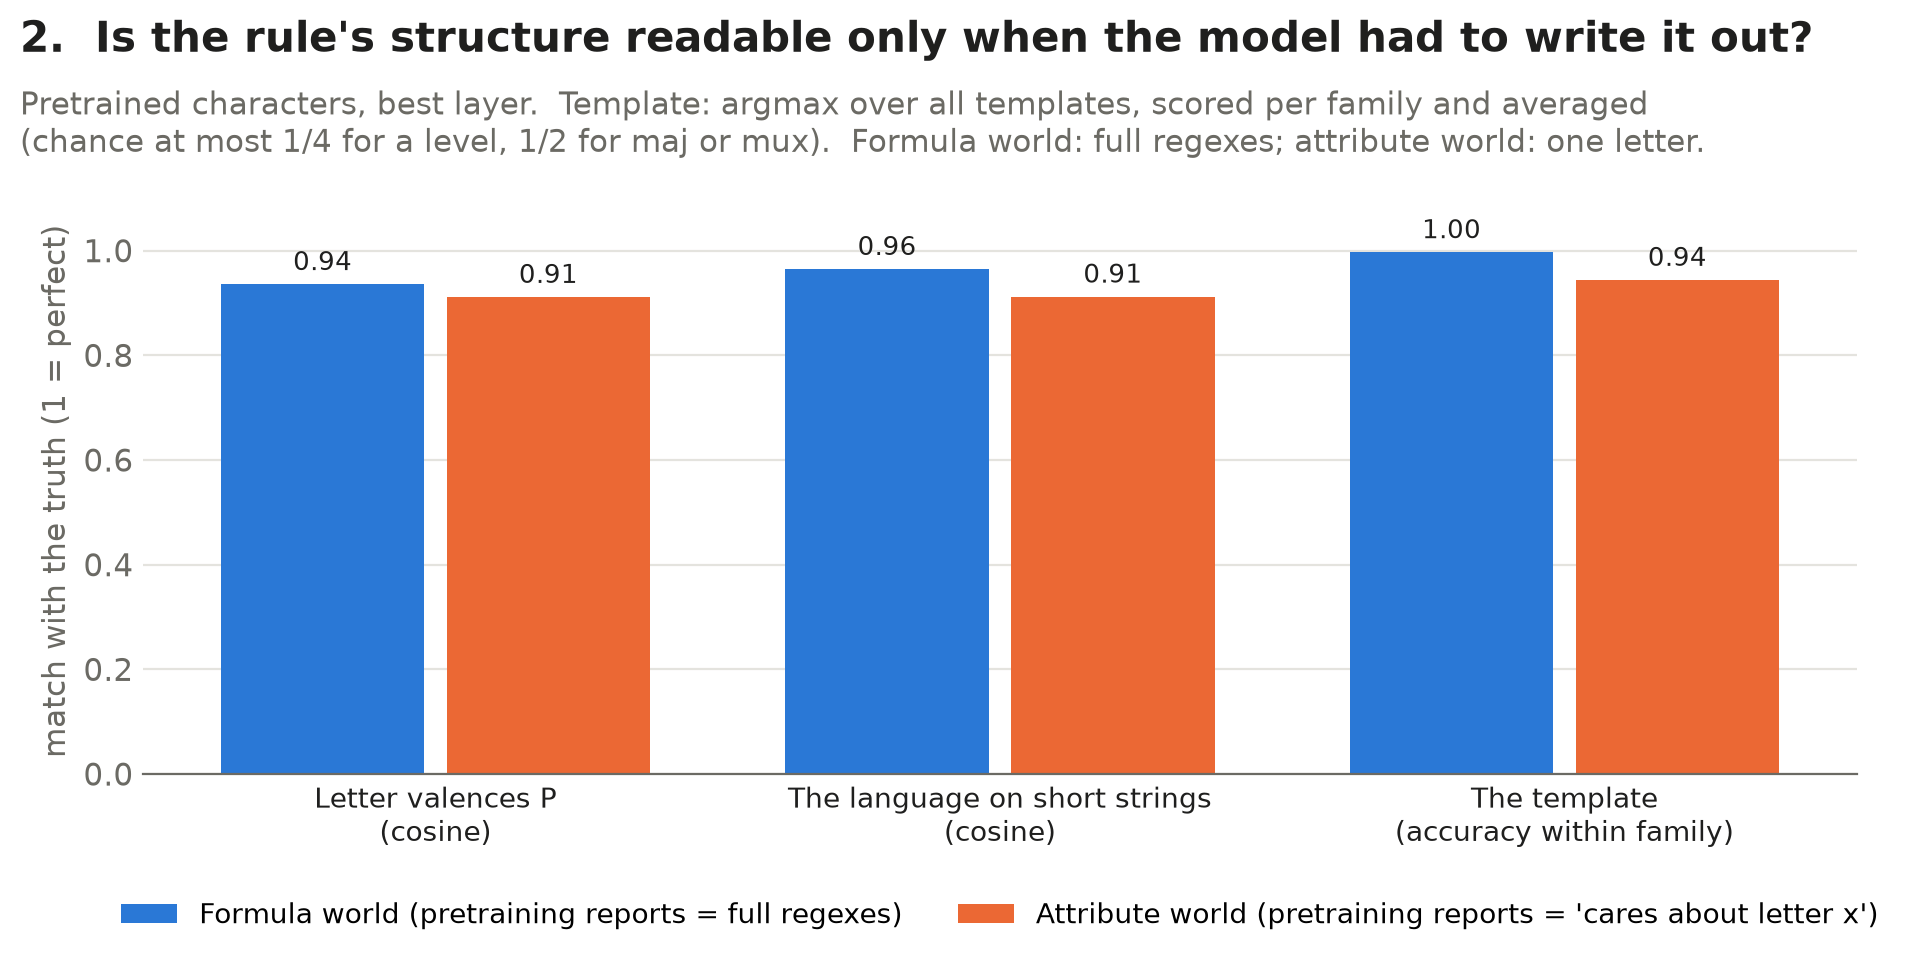 2.  Is the rule's structure readable only when the model had to write it out?
Pretrained characters, best layer.  Template: argmax over all templates, scored per family and averaged
(chance at most 1/4 for a level, 1/2 for maj or mux).  Formula world: full regexes; attribute world: one letter.
match with the truth (1 = perfect)
1.0
0.8
0.6
0.4
0.2
0.0
0.94
0.91
0.96
0.91
1.00
0.94
Letter valences P
(cosine)
The language on short strings
(cosine)
The template
(accuracy within family)
Formula world (pretraining reports = full regexes)
Attribute world (pretraining reports = 'cares about letter x')